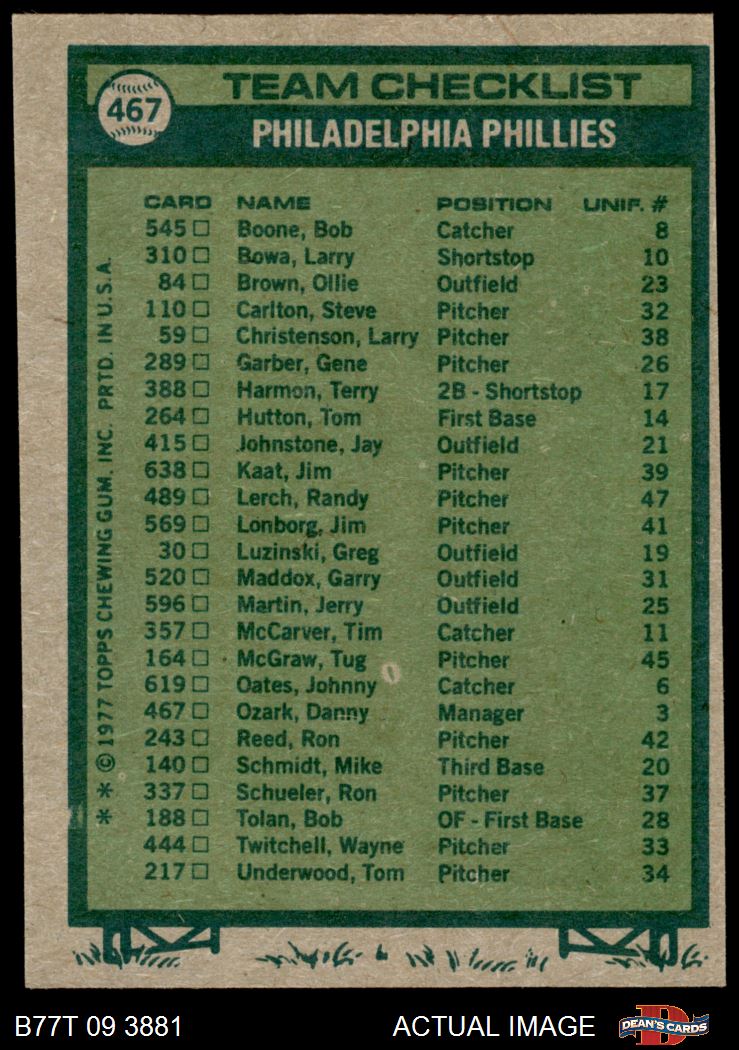 467
TEAM CHECKLIST
PHILADELPHIA PHILLIES
CARD NAME POSITION UNIF. #
545 □ Boone, Bob Catcher 8
310 □ Bowa, Larry Shortstop 10
84 □ Brown, Ollie Outfield 23
110 □ Carlton, Steve Pitcher 32
59 □ Christenson, Larry Pitcher 38
289 □ Garber, Gene Pitcher 26
388 □ Harmon, Terry 2B - Shortstop 17
264 □ Hutton, Tom First Base 14
415 □ Johnstone, Jay Outfield 21
638 □ Kaat, Jim Pitcher 39
489 □ Lerch, Randy Pitcher 47
569 □ Lonborg, Jim Pitcher 41
30 □ Luzinski, Greg Outfield 19
520 □ Maddox, Garry Outfield 31
596 □ Martin, Jerry Outfield 25
357 □ McCarver, Tim Catcher 11
164 □ McGraw, Tug Pitcher 45
619 □ Oates, Johnny Catcher 6
467 □ Ozark, Danny Manager 3
243 □ Reed, Ron Pitcher 42
140 □ Schmidt, Mike Third Base 20
337 □ Schueler, Ron Pitcher 37
188 □ Tolan, Bob OF - First Base 28
444 □ Twitchell, Wayne Pitcher 33
217 □ Underwood, Tom Pitcher 34
* * © 1977 TOPPS CHEWING GUM, INC. PRTD. IN U.S.A.
B77T 09 3881 ACTUAL IMAGE
D
DEAN'S CARDS